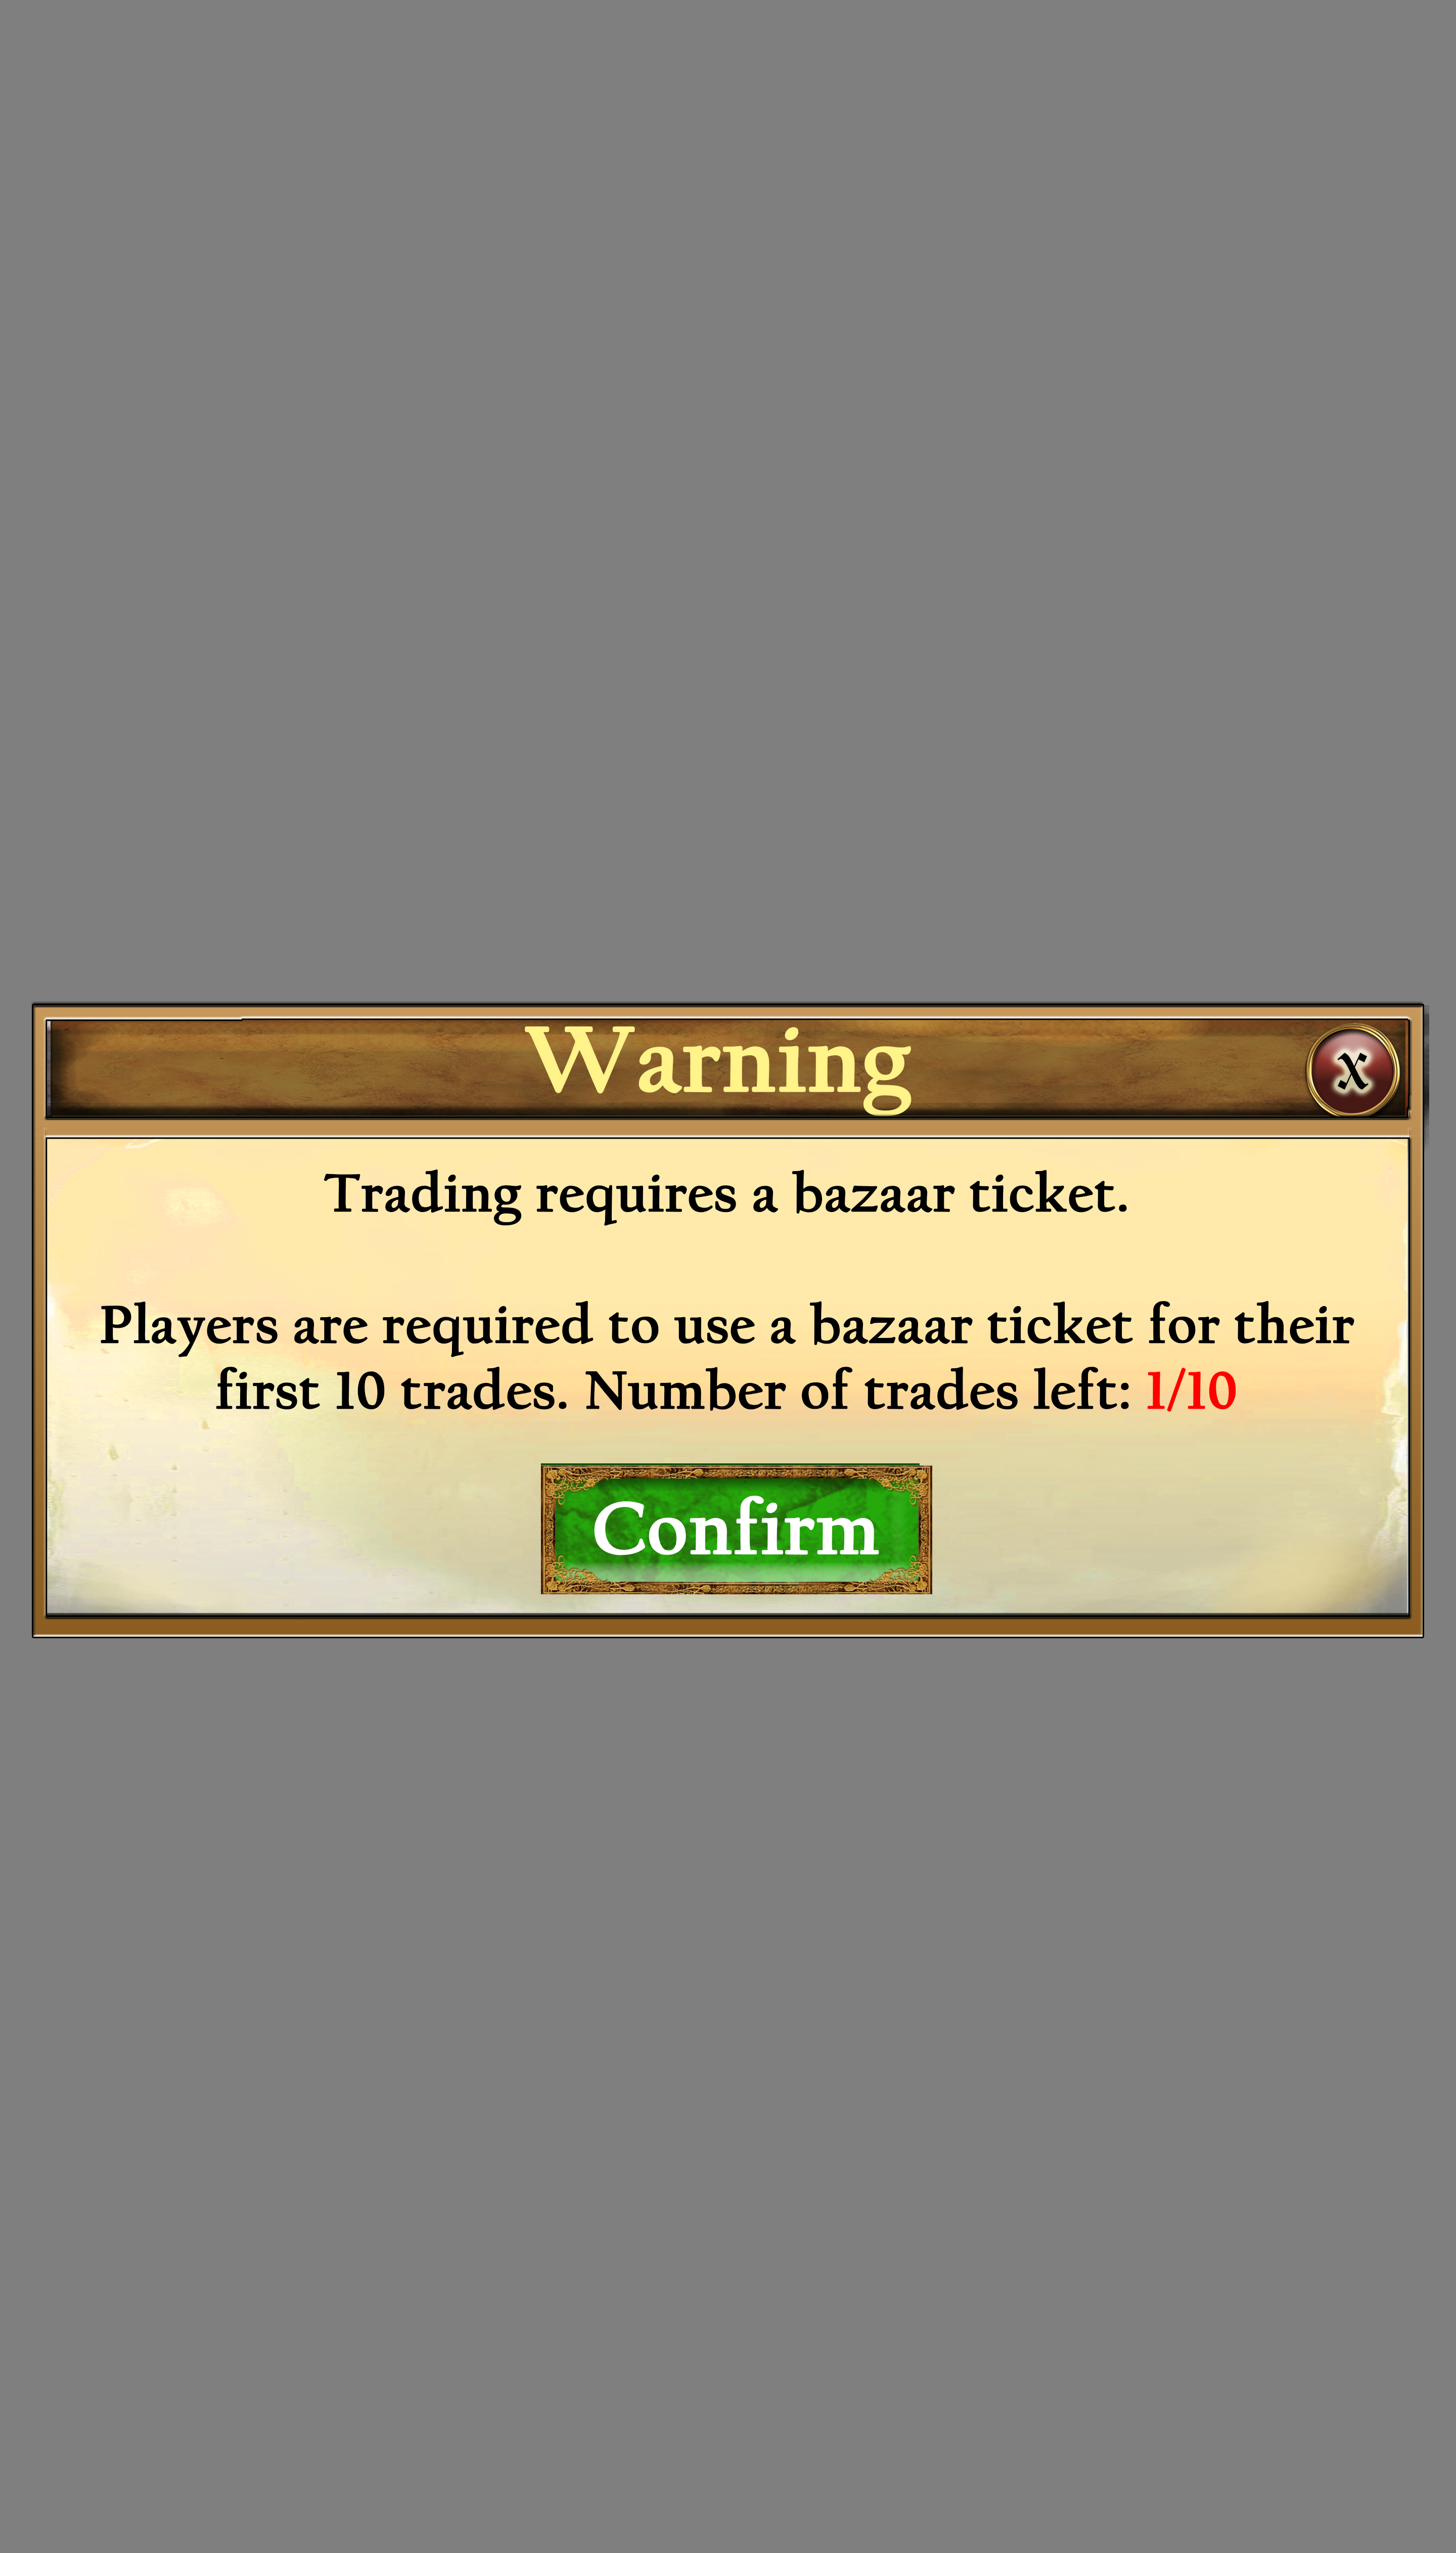 Warning
X
Trading requires a bazaar ticket.
Players are required to use a bazaar ticket for their
first 10 trades. Number of trades left: 1/10
Confirm